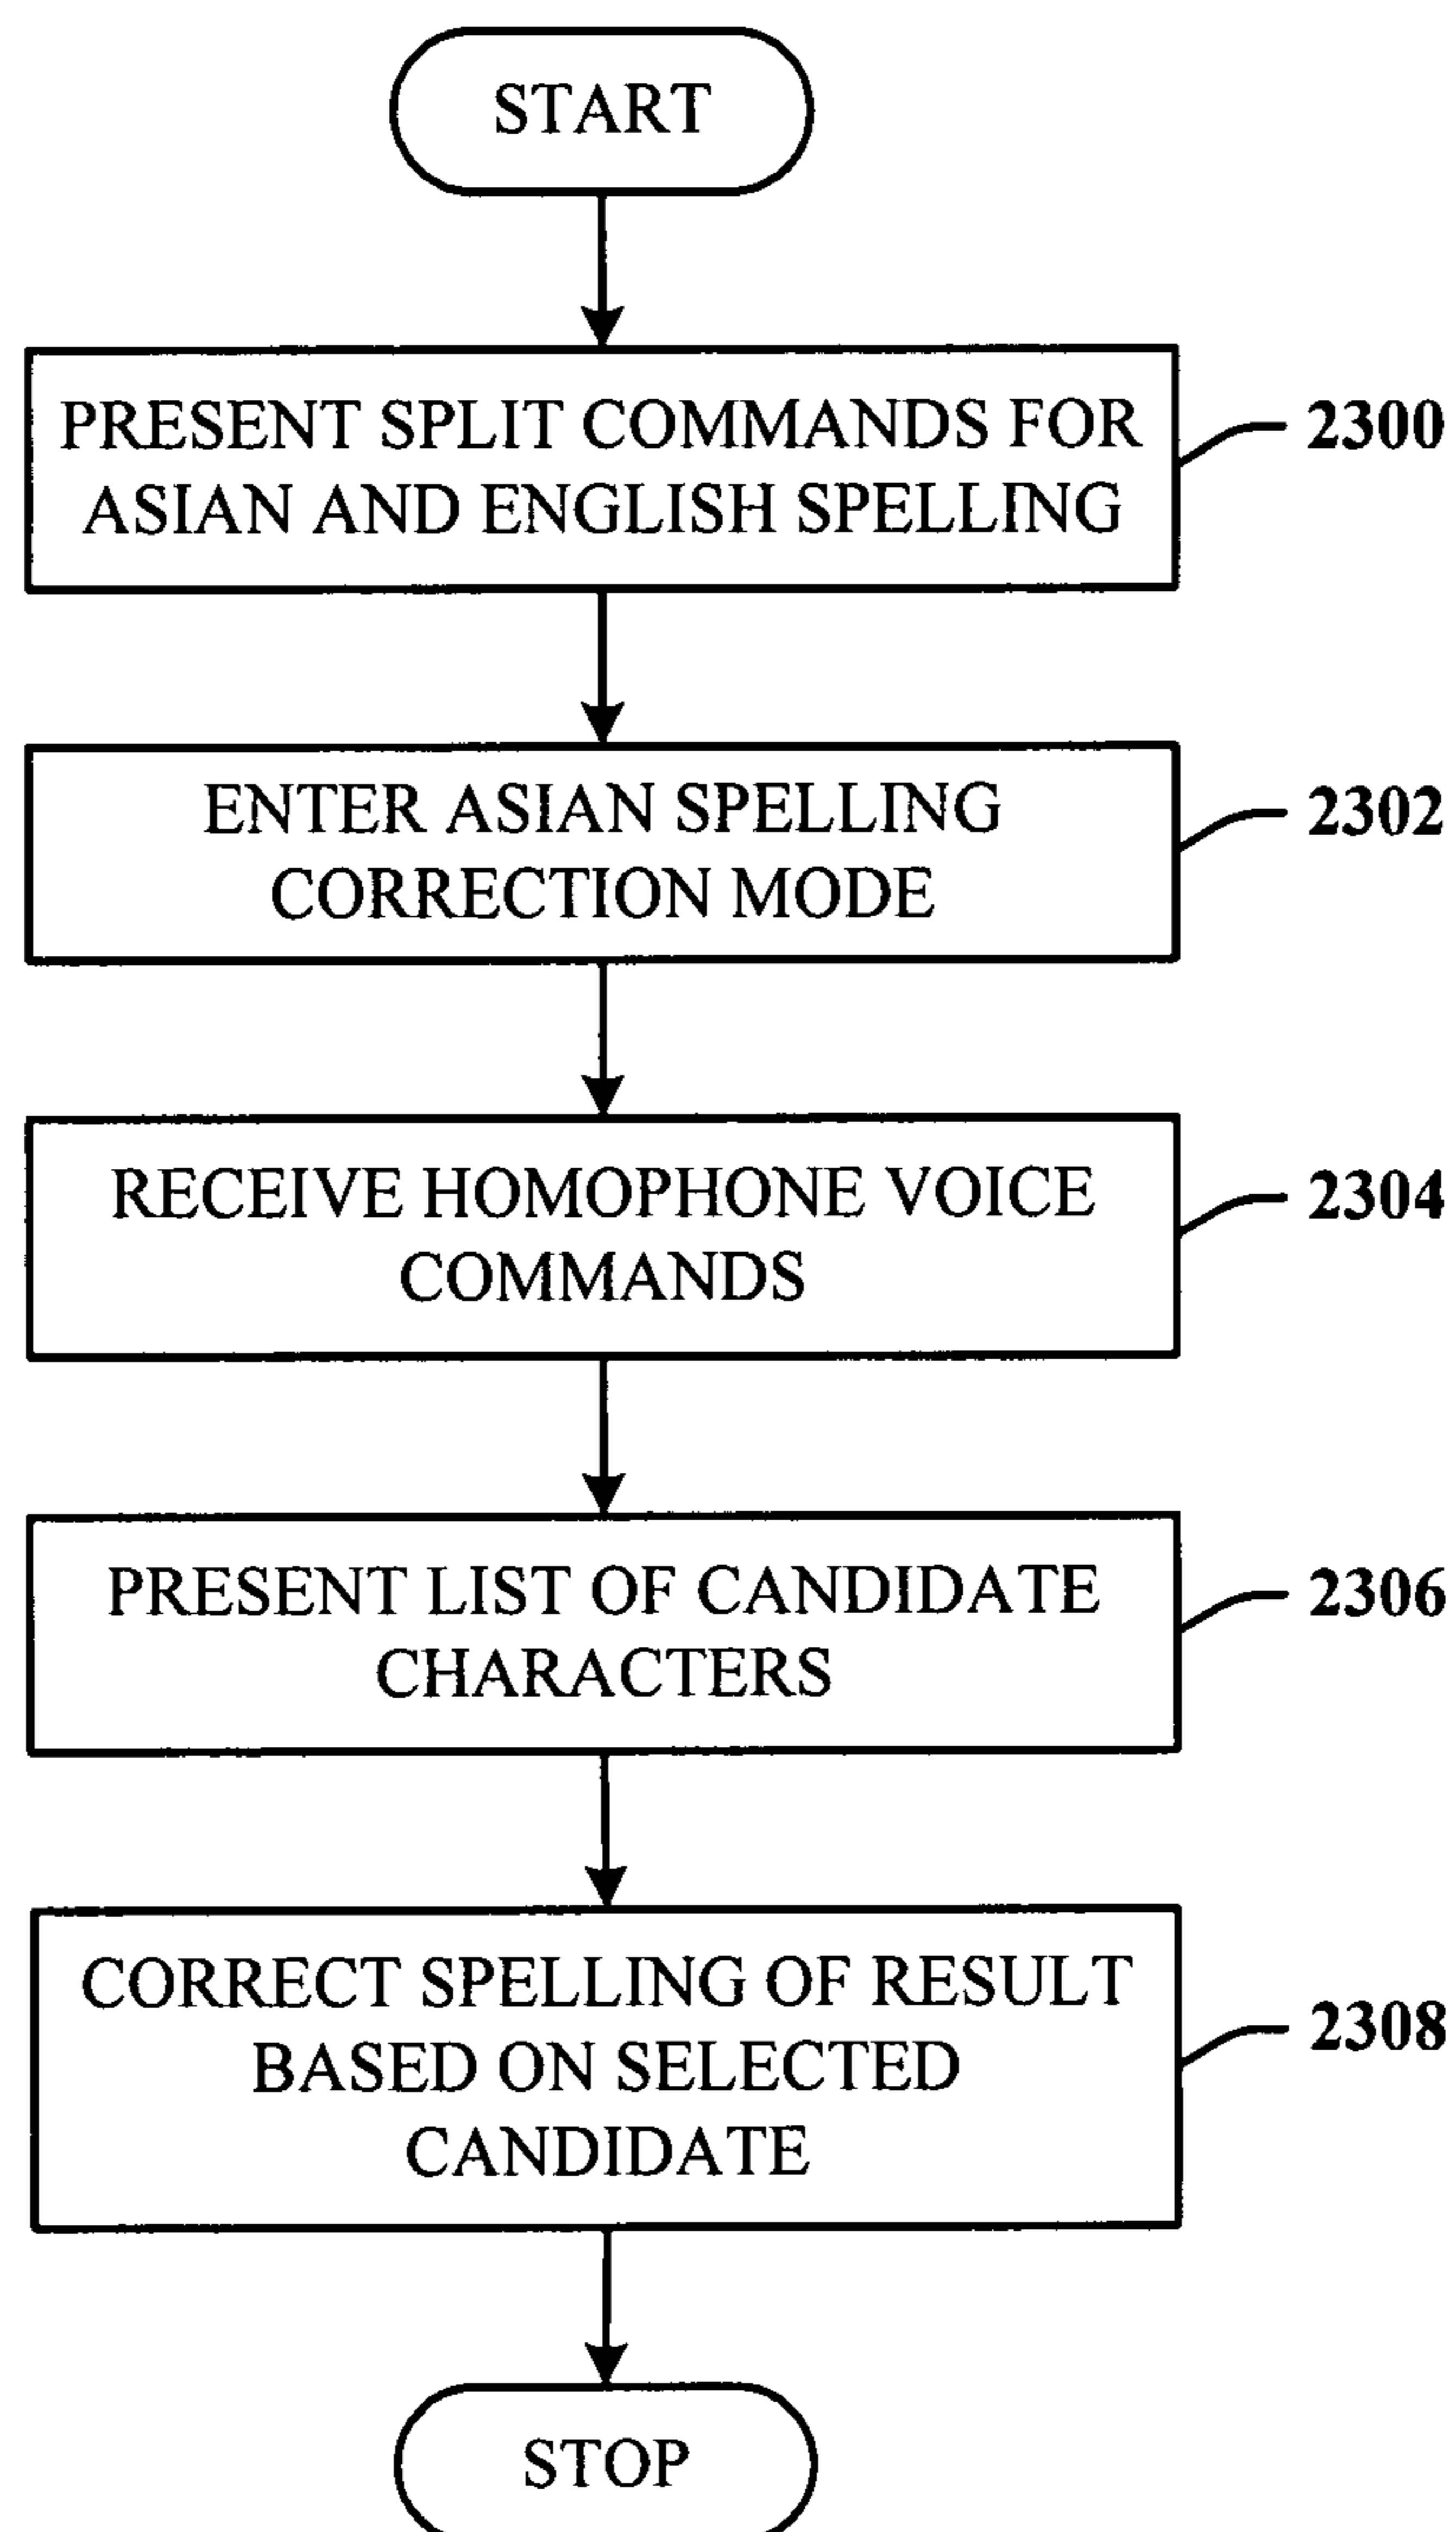 START
PRESENT SPLIT COMMANDS FOR
ASIAN AND ENGLISH SPELLING
2300
ENTER ASIAN SPELLING
CORRECTION MODE
2302
RECEIVE HOMOPHONE VOICE
COMMANDS
2304
PRESENT LIST OF CANDIDATE
CHARACTERS
2306
CORRECT SPELLING OF RESULT
BASED ON SELECTED
CANDIDATE
2308
STOP